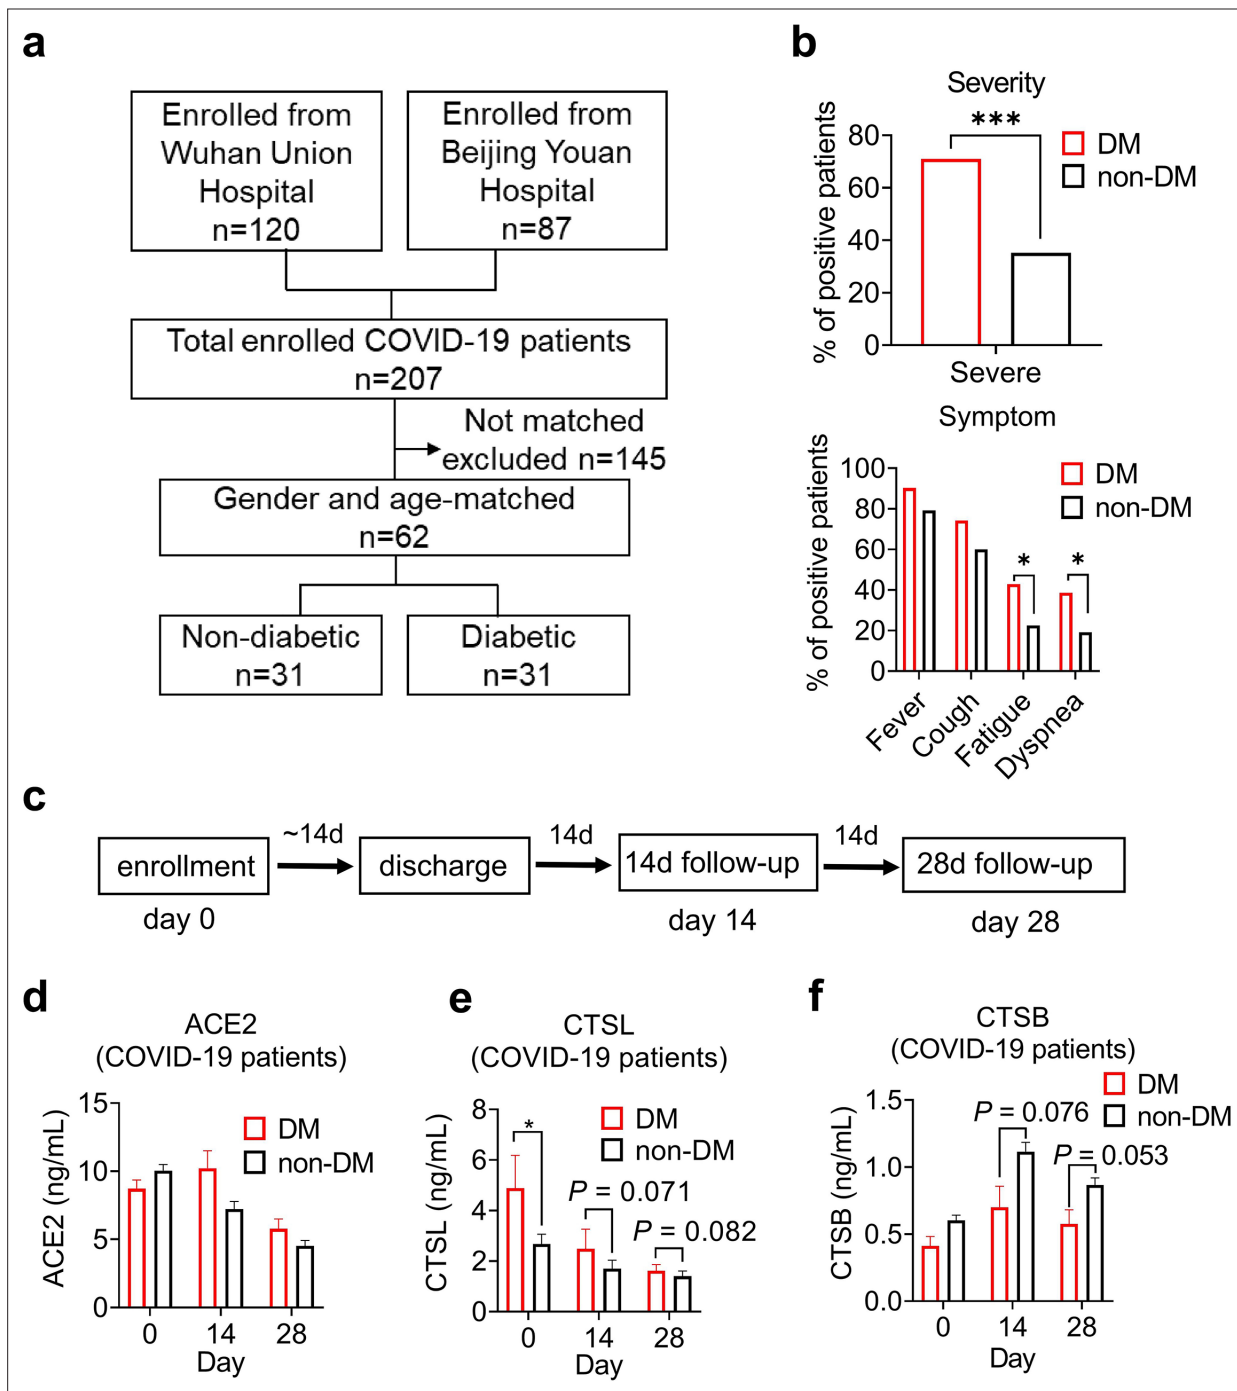 a
Enrolled from
Wuhan Union
Hospital
n=120
Enrolled from
Beijing Youan
Hospital
n=87
Total enrolled COVID-19 patients
n=207
Not matched
excluded n=145
Gender and age-matched
n=62
Non-diabetic
n=31
Diabetic
n=31
b
Severity
***
DM
non-DM
% of positive patients
80
60
40
20
0
Severe
Symptom
DM
non-DM
% of positive patients
100
80
60
40
20
0
*
*
Fever
Cough
Fatigue
Dyspnea
c
enrollment
~14d
discharge
14d
14d follow-up
14d
28d follow-up
day 0
day 14
day 28
d
ACE2
(COVID-19 patients)
DM
non-DM
ACE2 (ng/mL)
15
10
5
0
0
14
28
Day
e
CTSL
(COVID-19 patients)
DM
non-DM
CTSL (ng/mL)
8
6
4
2
0
*
P = 0.071
P = 0.082
0
14
28
Day
f
CTSB
(COVID-19 patients)
DM
non-DM
CTSB (ng/mL)
1.5
1.0
0.5
0.0
P = 0.076
P = 0.053
0
14
28
Day